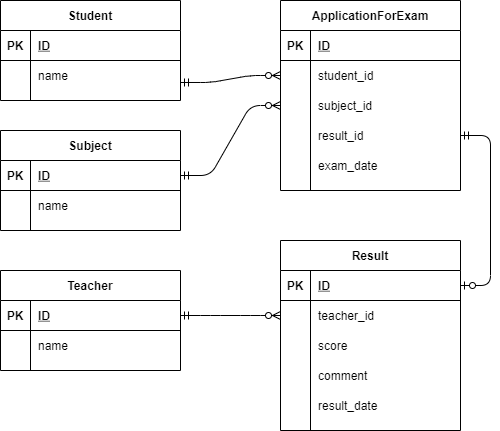 Student
PK ID
name
Subject
PK ID
name
Teacher
PK ID
name
ApplicationForExam
PK ID
student_id
subject_id
result_id
exam_date
Result
PK ID
teacher_id
score
comment
result_date